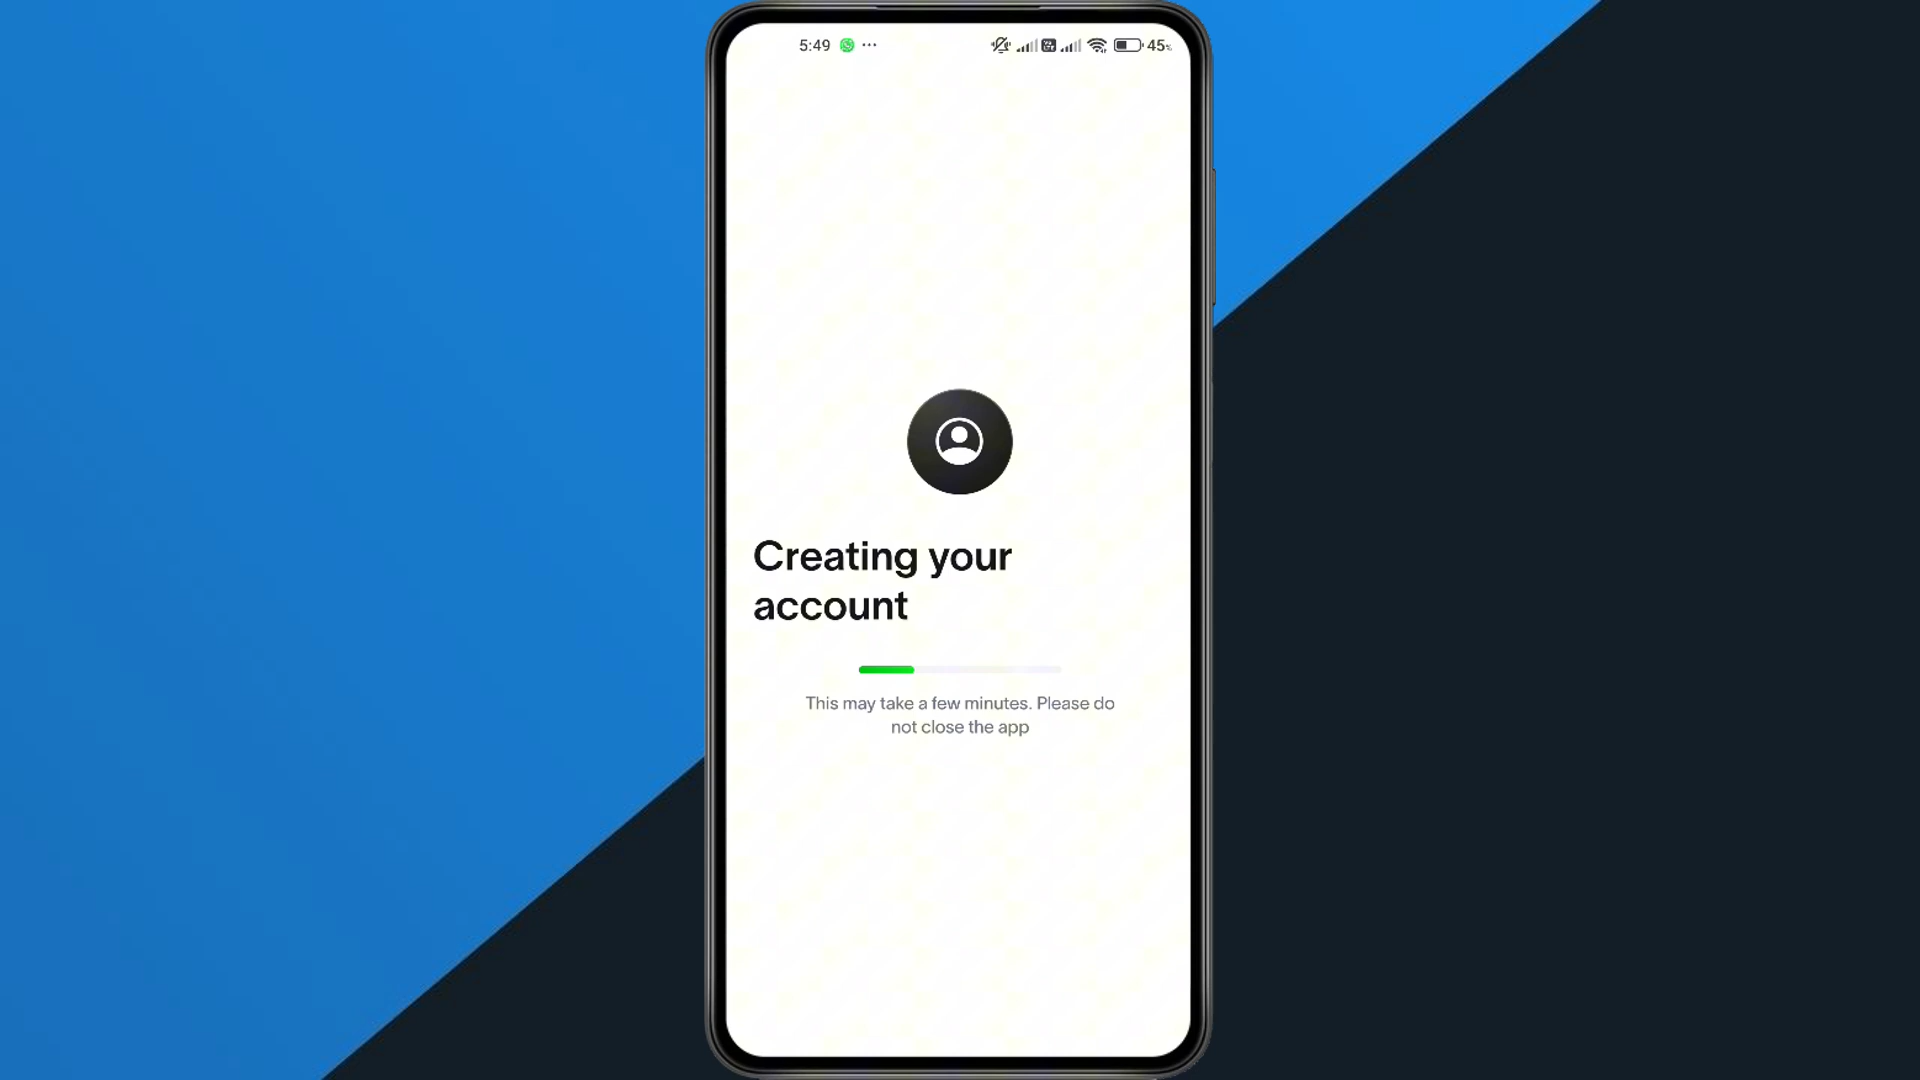 5:49 ... 45%
Creating your
account
This may take a few minutes. Please do
not close the app